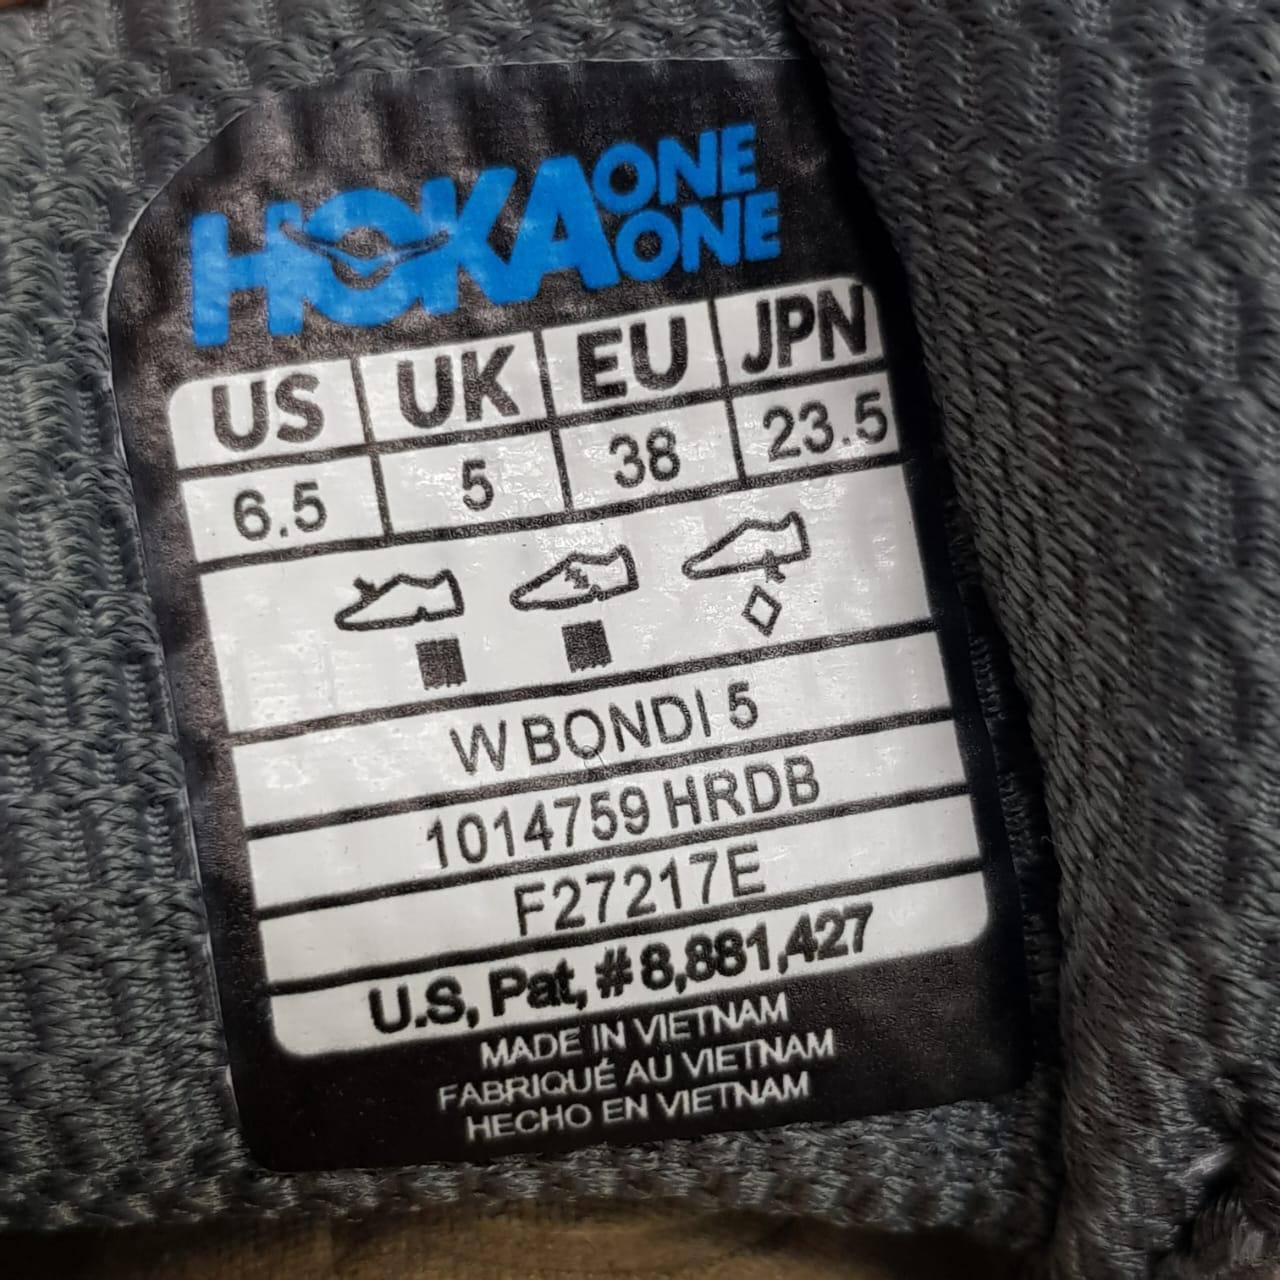 HOKA ONE ONE
US UK EU JPN
6.5 5 38 23.5
W BONDI 5
1014759 HRDB
F27217E
U.S, Pat, # 8,881,427
MADE IN VIETNAM
FABRIQUÉ AU VIETNAM
HECHO EN VIETNAM